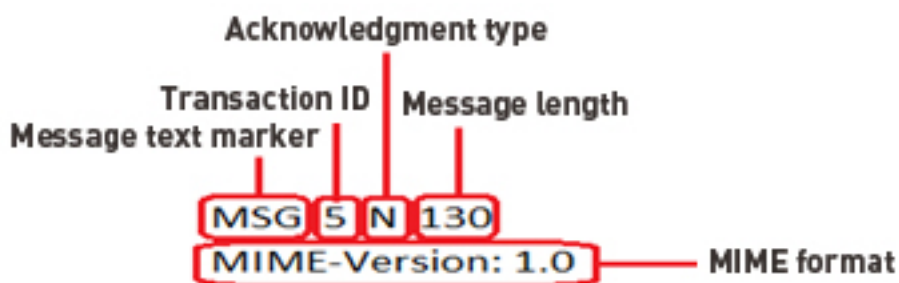 Acknowledgment type
Transaction ID
Message length
Message text marker
MSG 5 N 130
MIME-Version: 1.0
MIME format